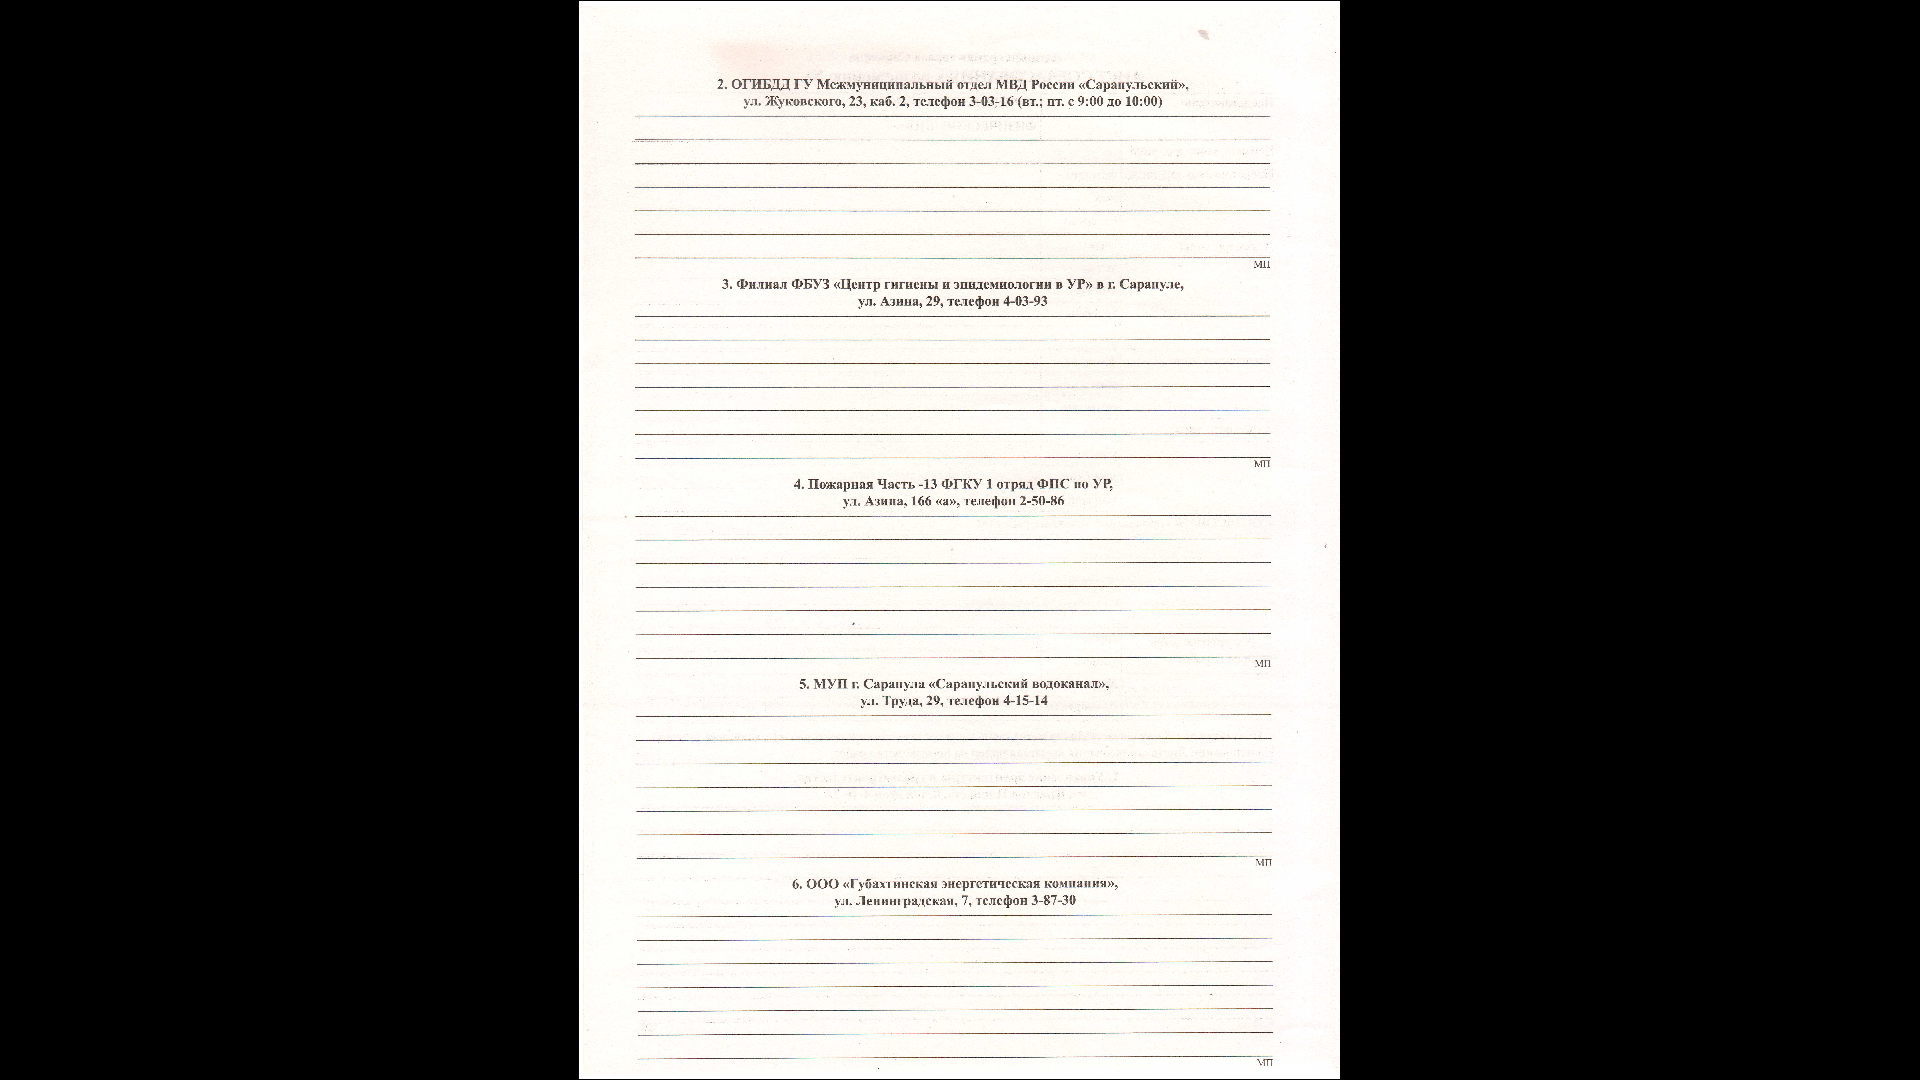 2. ОГИБДД ГУ Межмуниципальный отдел МВД России «Сарапульский»,
ул. Жуковского, 23, каб. 2, телефон 3-03-16 (вт.; пт. с 9:00 до 10:00)
МП
3. Филиал ФБУЗ «Центр гигиены и эпидемиологии в УР» в г. Сарапуле,
ул. Азина, 29, телефон 4-03-93
МП
4. Пожарная Часть -13 ФГКУ 1 отряд ФПС по УР,
ул. Азина, 166 «а», телефон 2-50-86
МП
5. МУП г. Сарапула «Сарапульский водоканал»,
ул. Труда, 29, телефон 4-15-14
МП
6. ООО «Губахинская энергетическая компания»,
ул. Ленинградская, 7, телефон 3-87-30
МП